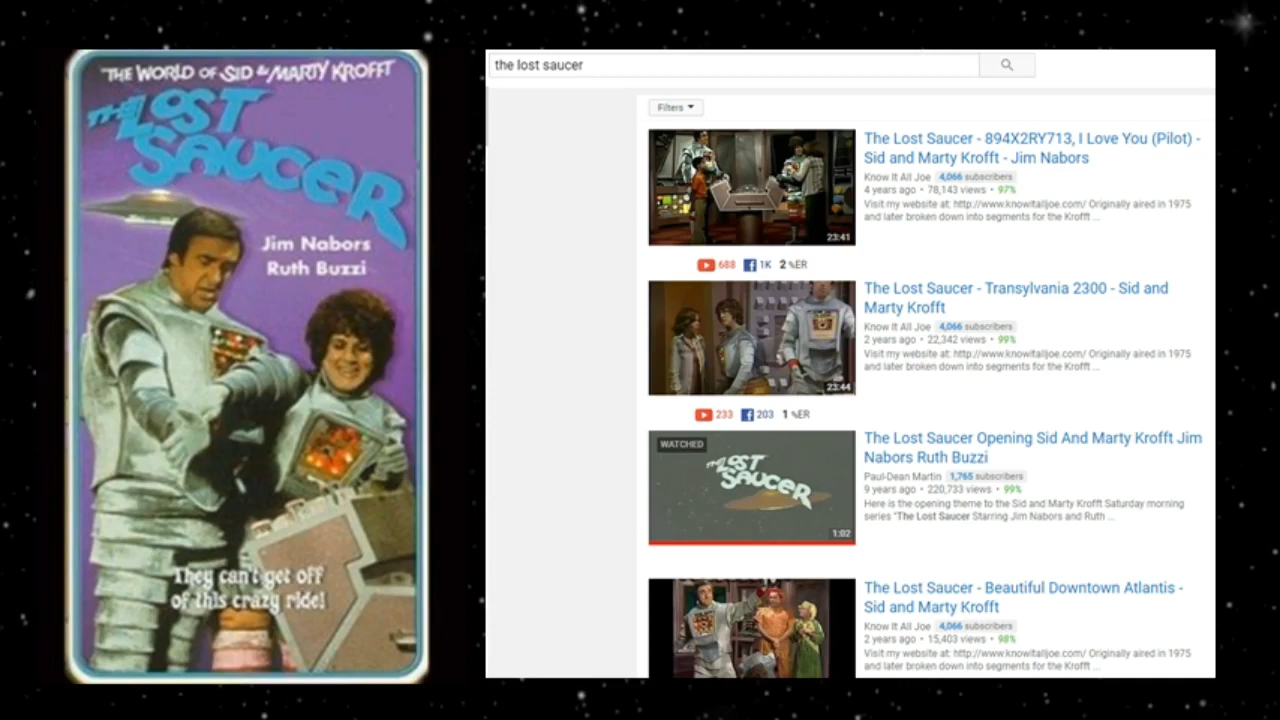 THE WORLD OF SID & MARTY KROFFT
THE LOST
SAUCER
Jim Nabors
Ruth Buzzi
They can't get off
of this crazy ride!
the lost saucer
Filters
The Lost Saucer - 894X2RY713, I Love You (Pilot) -
Sid and Marty Krofft - Jim Nabors
Know It All Joe 4,066 subscribers
4 years ago • 78,143 views • 97%
Visit my website at: http://www.knowitalljoe.com/ Originally aired in 1975
and later broken down into segments for the Krofft ...
23:41
688 1K 2 %ER
The Lost Saucer - Transylvania 2300 - Sid and
Marty Krofft
Know It All Joe 4,066 subscribers
2 years ago • 22,342 views • 99%
Visit my website at: http://www.knowitalljoe.com/ Originally aired in 1975
and later broken down into segments for the Krofft ...
23:44
233 203 1 %ER
WATCHED
THE LOST
SAUCER
1:02
The Lost Saucer Opening Sid And Marty Krofft Jim
Nabors Ruth Buzzi
Paul-Dean Martin 1,765 subscribers
9 years ago • 220,733 views • 99%
Here is the opening theme to the Sid and Marty Krofft Saturday morning
series "The Lost Saucer Starring Jim Nabors and Ruth ...
The Lost Saucer - Beautiful Downtown Atlantis -
Sid and Marty Krofft
Know It All Joe 4,066 subscribers
2 years ago • 15,403 views • 98%
Visit my website at: http://www.knowitalljoe.com/ Originally aired in 1975
and later broken down into segments for the Krofft ...